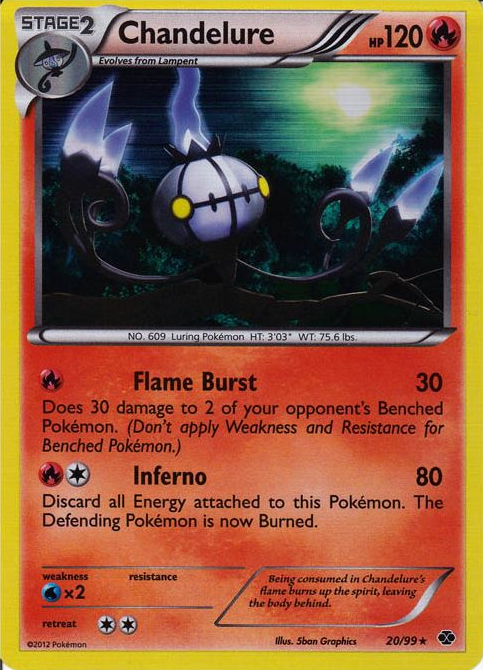 STAGE2
Chandelure
HP120
Evolves from Lampent
NO. 609 Luring Pokémon HT: 3'03" WT: 75.6 lbs.
Flame Burst 30
Does 30 damage to 2 of your opponent's Benched
Pokémon. (Don't apply Weakness and Resistance for
Benched Pokémon.)
Inferno 80
Discard all Energy attached to this Pokémon. The
Defending Pokémon is now Burned.
weakness resistance
×2
Being consumed in Chandelure's
flame burns up the spirit, leaving
the body behind.
retreat
©2012 Pokémon
Illus. 5ban Graphics
20/99★